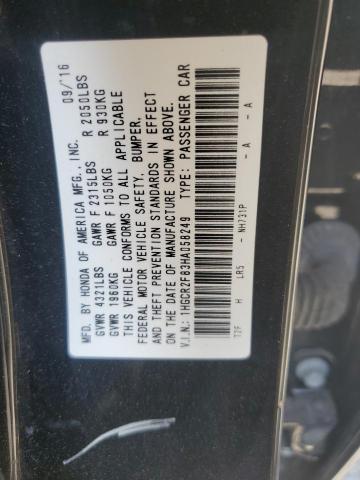 MFD. BY HONDA OF AMERICA MFG., INC. 09/'16
GVWR 4321LBS GAWR F 2315LBS R 2050LBS
GVWR 1960KG GAWR F 1050KG R 930KG
THIS VEHICLE CONFORMS TO ALL APPLICABLE
FEDERAL MOTOR VEHICLE SAFETY, BUMPER,
AND THEFT PREVENTION STANDARDS IN EFFECT
ON THE DATE OF MANUFACTURE SHOWN ABOVE.
V.I.N.: 1HGCR2F83HA058249 TYPE: PASSENGER CAR
T2F NH731P - A - A
H LR5